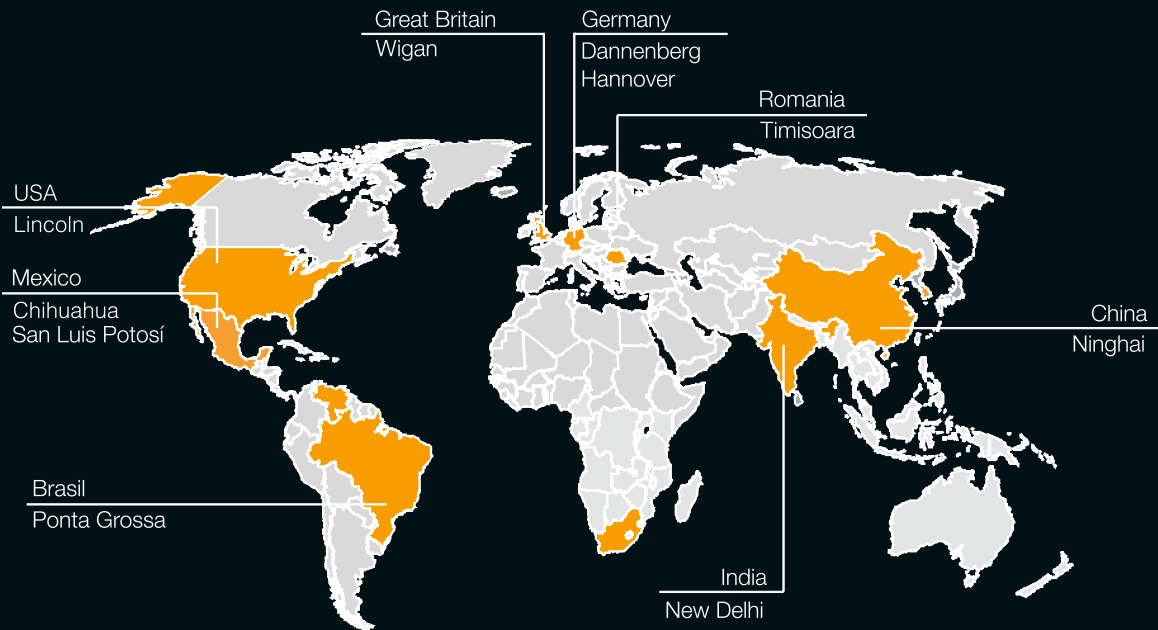 Great Britain
Wigan
Germany
Dannenberg
Hannover
Romania
Timisoara
USA
Lincoln
Mexico
Chihuahua
San Luis Potosí
China
Ninghai
Brasil
Ponta Grossa
India
New Delhi